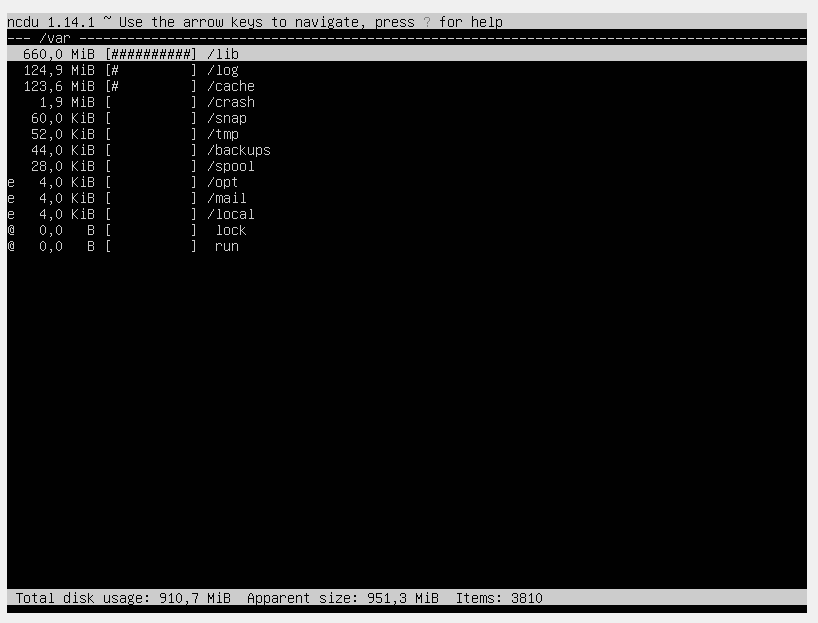 ncdu 1.14.1 ~ Use the arrow keys to navigate, press ? for help
--- /var -------------------------------------------------------------------------------------------
  660,0 MiB [##########] /lib
  124,9 MiB [#         ] /log
  123,6 MiB [#         ] /cache
    1,9 MiB [          ] /crash
   60,0 KiB [          ] /snap
   52,0 KiB [          ] /tmp
   44,0 KiB [          ] /backups
   28,0 KiB [          ] /spool
e   4,0 KiB [          ] /opt
e   4,0 KiB [          ] /mail
e   4,0 KiB [          ] /local
@   0,0   B [          ]  lock
@   0,0   B [          ]  run
 Total disk usage: 910,7 MiB  Apparent size: 951,3 MiB  Items: 3810